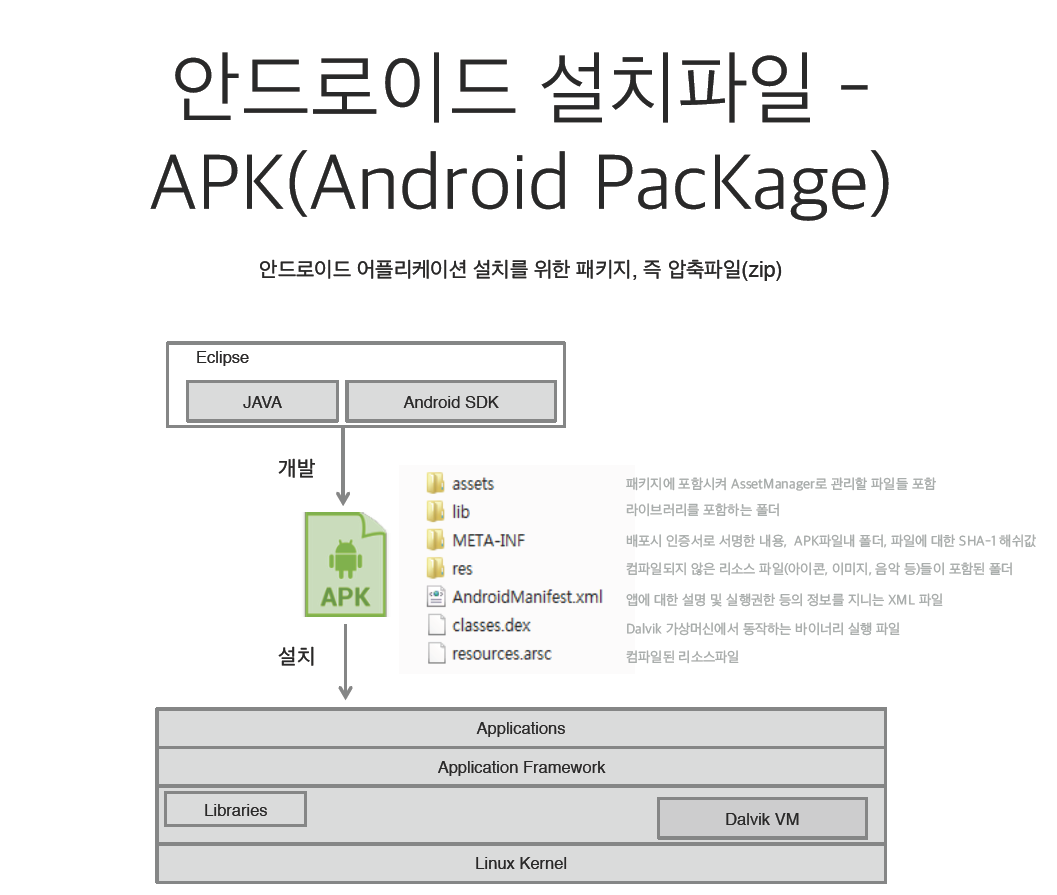 안드로이드 설치파일 -
APK(Android PacKage)
안드로이드 어플리케이션 설치를 위한 패키지, 즉 압축파일(zip)
Eclipse
JAVA
Android SDK
개발
APK
assets 패키지에 포함시켜 AssetManager로 관리할 파일들 포함
lib 라이브러리를 포함하는 폴더
META-INF 배포시 인증서로 서명한 내용, APK파일내 폴더, 파일에 대한 SHA-1 해쉬값
res 컴파일되지 않은 리소스 파일(아이콘, 이미지, 음악 등)들이 포함된 폴더
AndroidManifest.xml 앱에 대한 설명 및 실행권한 등의 정보를 지니는 XML 파일
classes.dex Dalvik 가상머신에서 동작하는 바이너리 실행 파일
resources.arsc 컴파일된 리소스파일
설치
Applications
Application Framework
Libraries
Dalvik VM
Linux Kernel